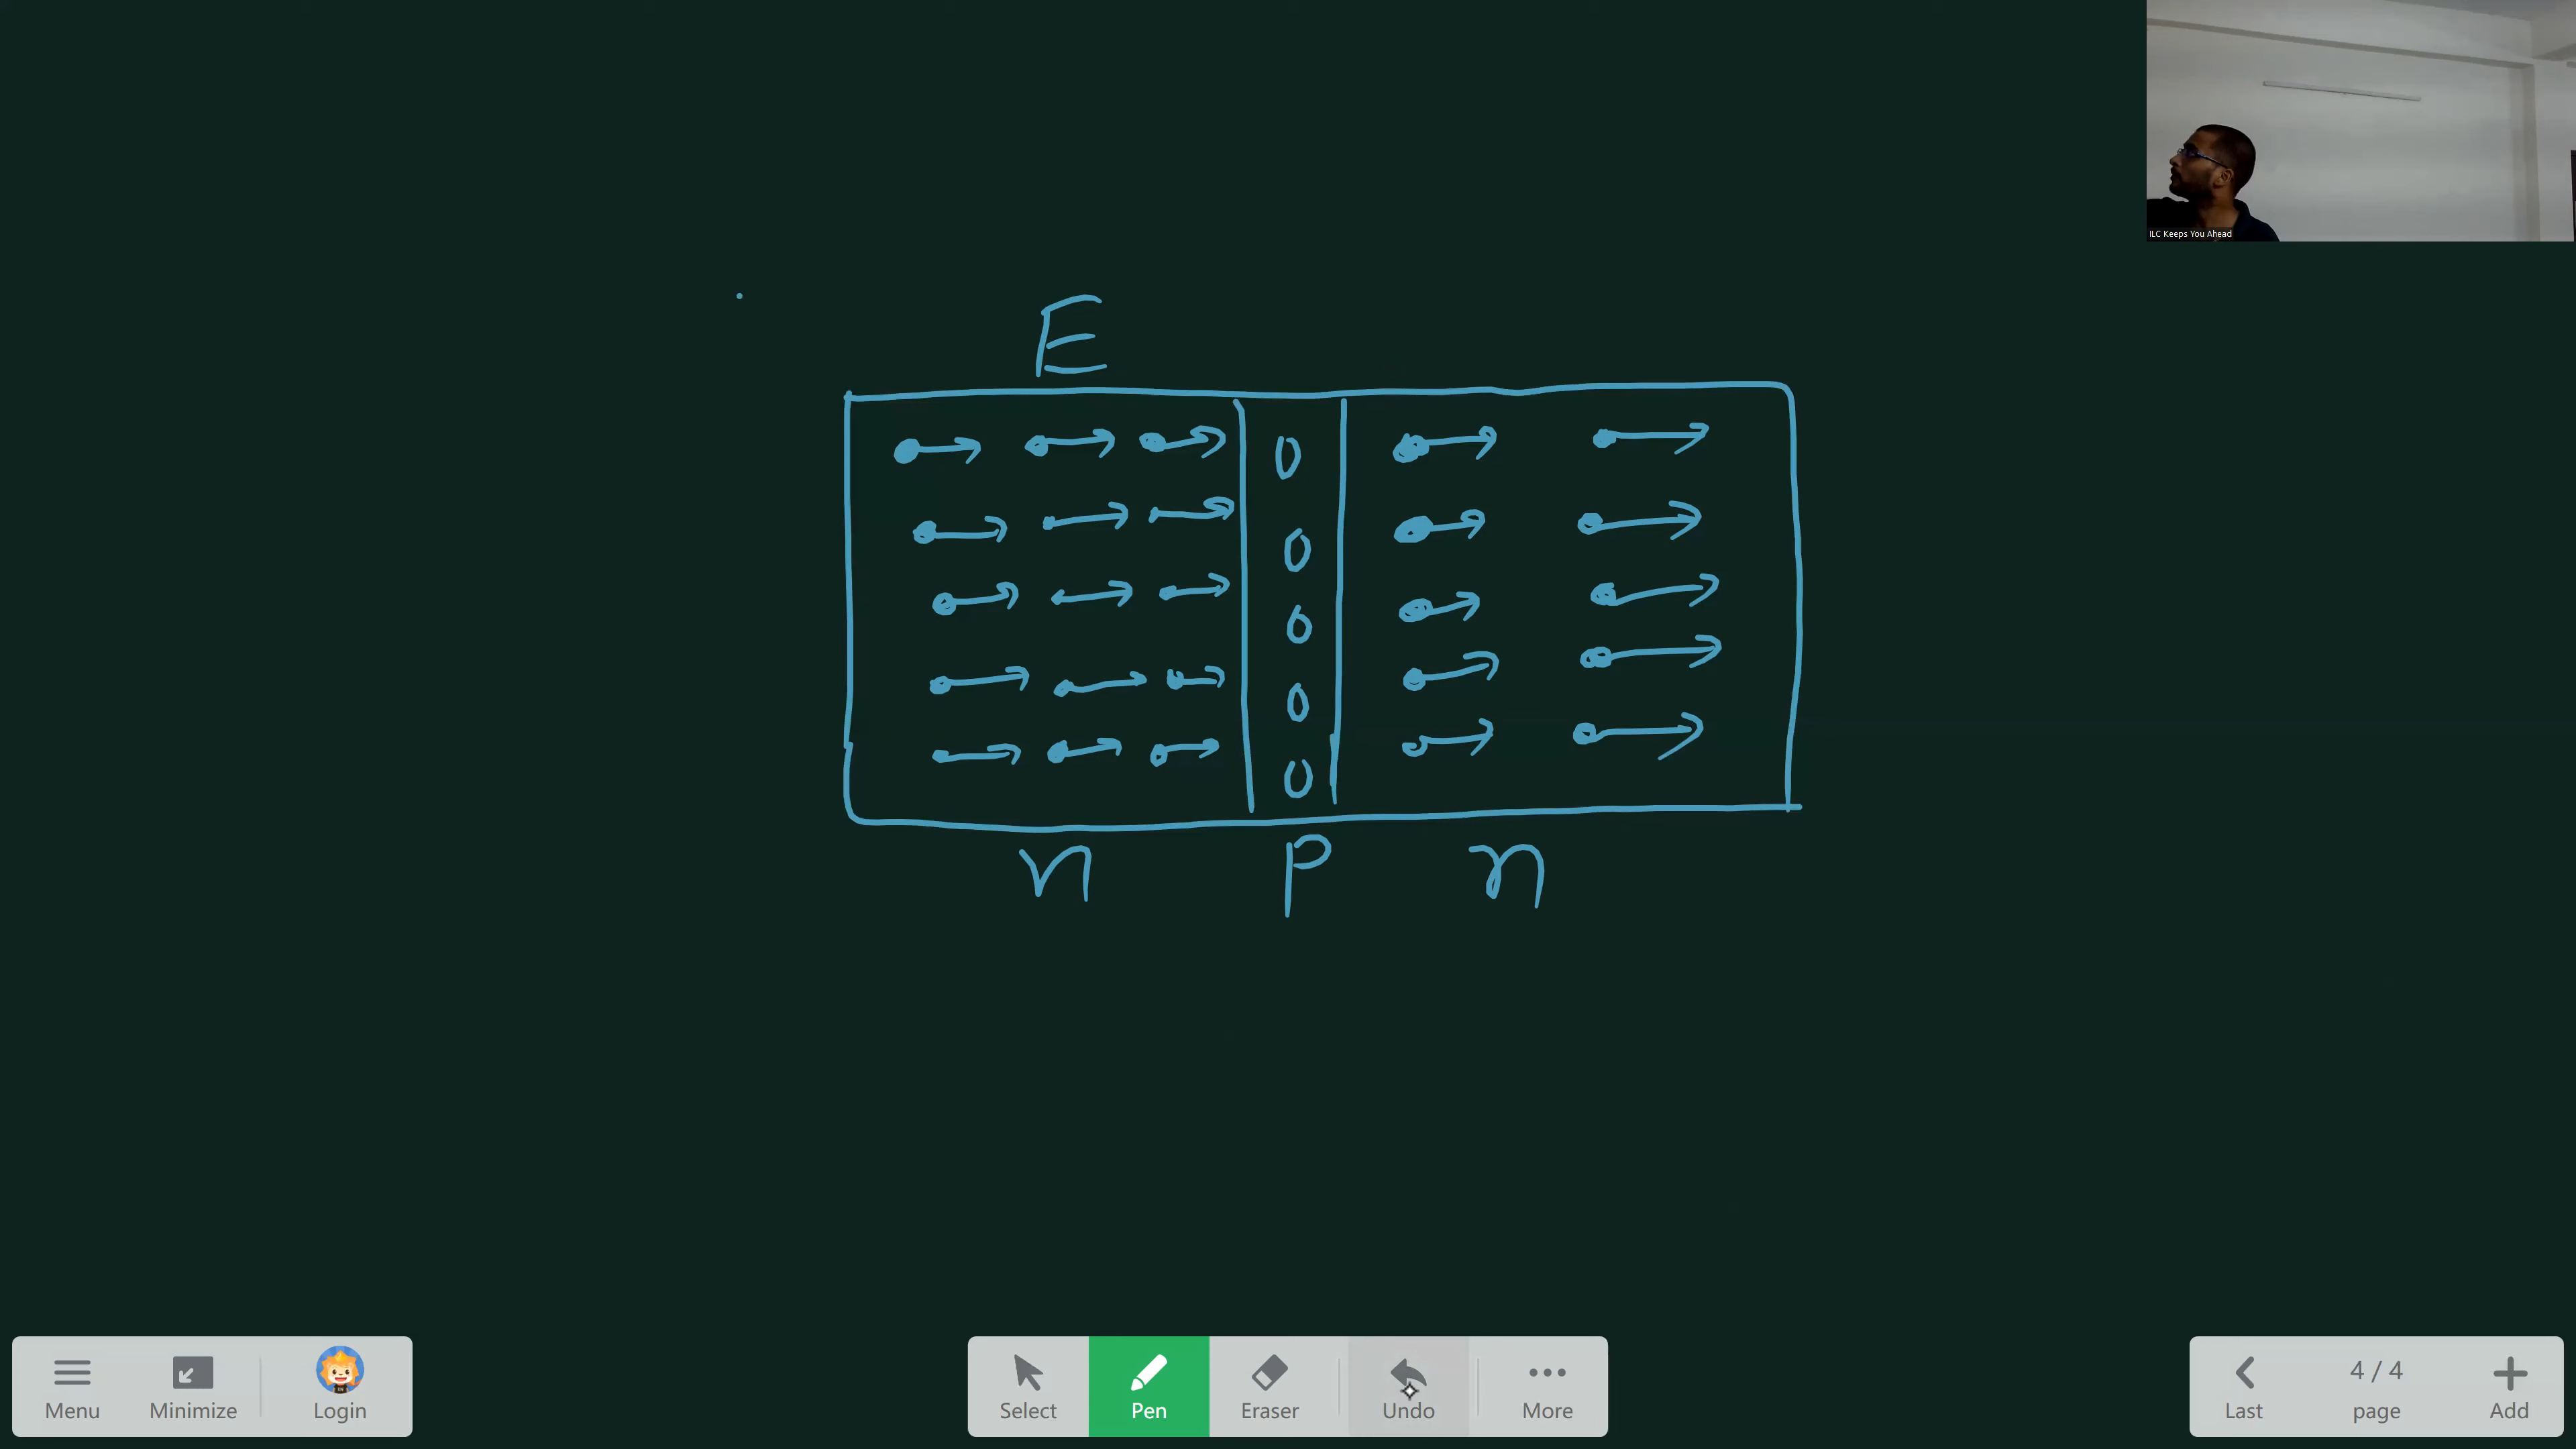 ILC Keeps You Ahead
E
0
0
0
0
0
n P n
Menu Minimize Login Select Pen Eraser Undo More Last 4 / 4 page Add